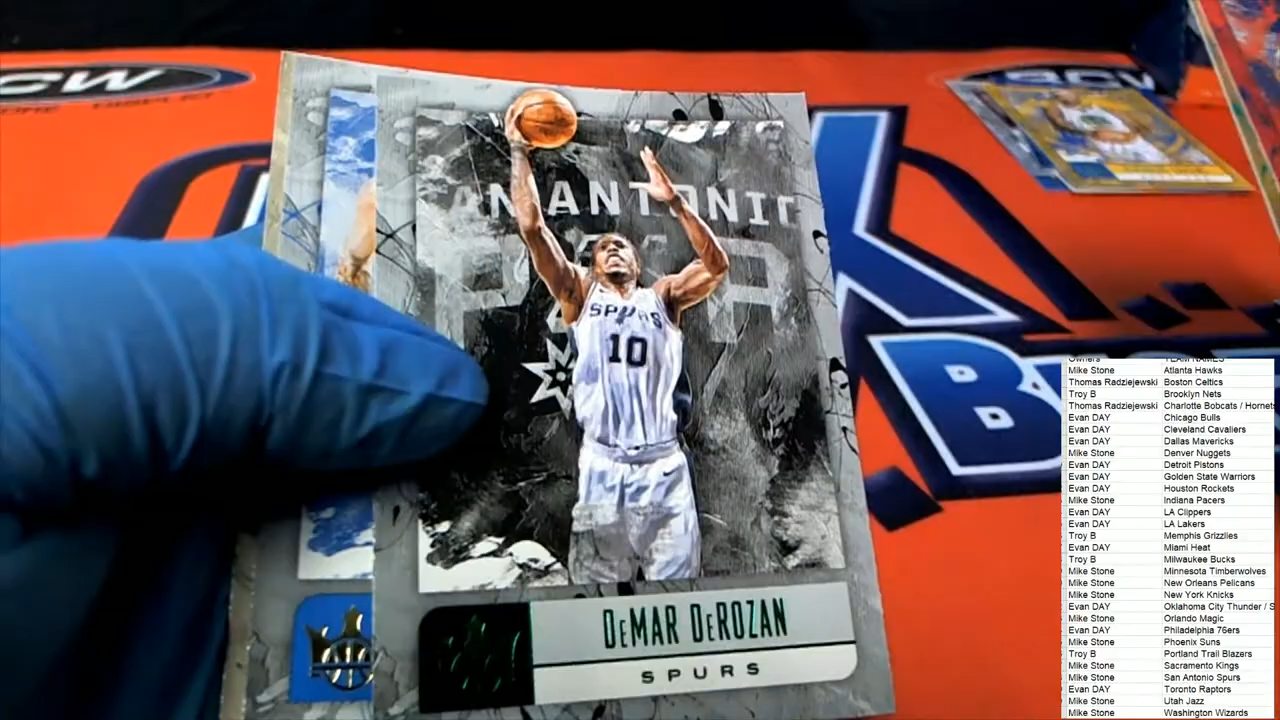 GCW
GCW
AN ANTONIO
SPURS
10
DeMAR DeROZAN
SPURS
K
B
Owners TEAM NAMES
Mike Stone Atlanta Hawks
Thomas Radziejewski Boston Celtics
Troy B Brooklyn Nets
Thomas Radziejewski Charlotte Bobcats / Hornets
Evan DAY Chicago Bulls
Evan DAY Cleveland Cavaliers
Evan DAY Dallas Mavericks
Mike Stone Denver Nuggets
Evan DAY Detroit Pistons
Evan DAY Golden State Warriors
Evan DAY Houston Rockets
Mike Stone Indiana Pacers
Evan DAY LA Clippers
Evan DAY LA Lakers
Troy B Memphis Grizzlies
Evan DAY Miami Heat
Troy B Milwaukee Bucks
Mike Stone Minnesota Timberwolves
Mike Stone New Orleans Pelicans
Mike Stone New York Knicks
Evan DAY Oklahoma City Thunder / S
Mike Stone Orlando Magic
Evan DAY Philadelphia 76ers
Mike Stone Phoenix Suns
Troy B Portland Trail Blazers
Mike Stone Sacramento Kings
Mike Stone San Antonio Spurs
Evan DAY Toronto Raptors
Mike Stone Utah Jazz
Mike Stone Washington Wizards